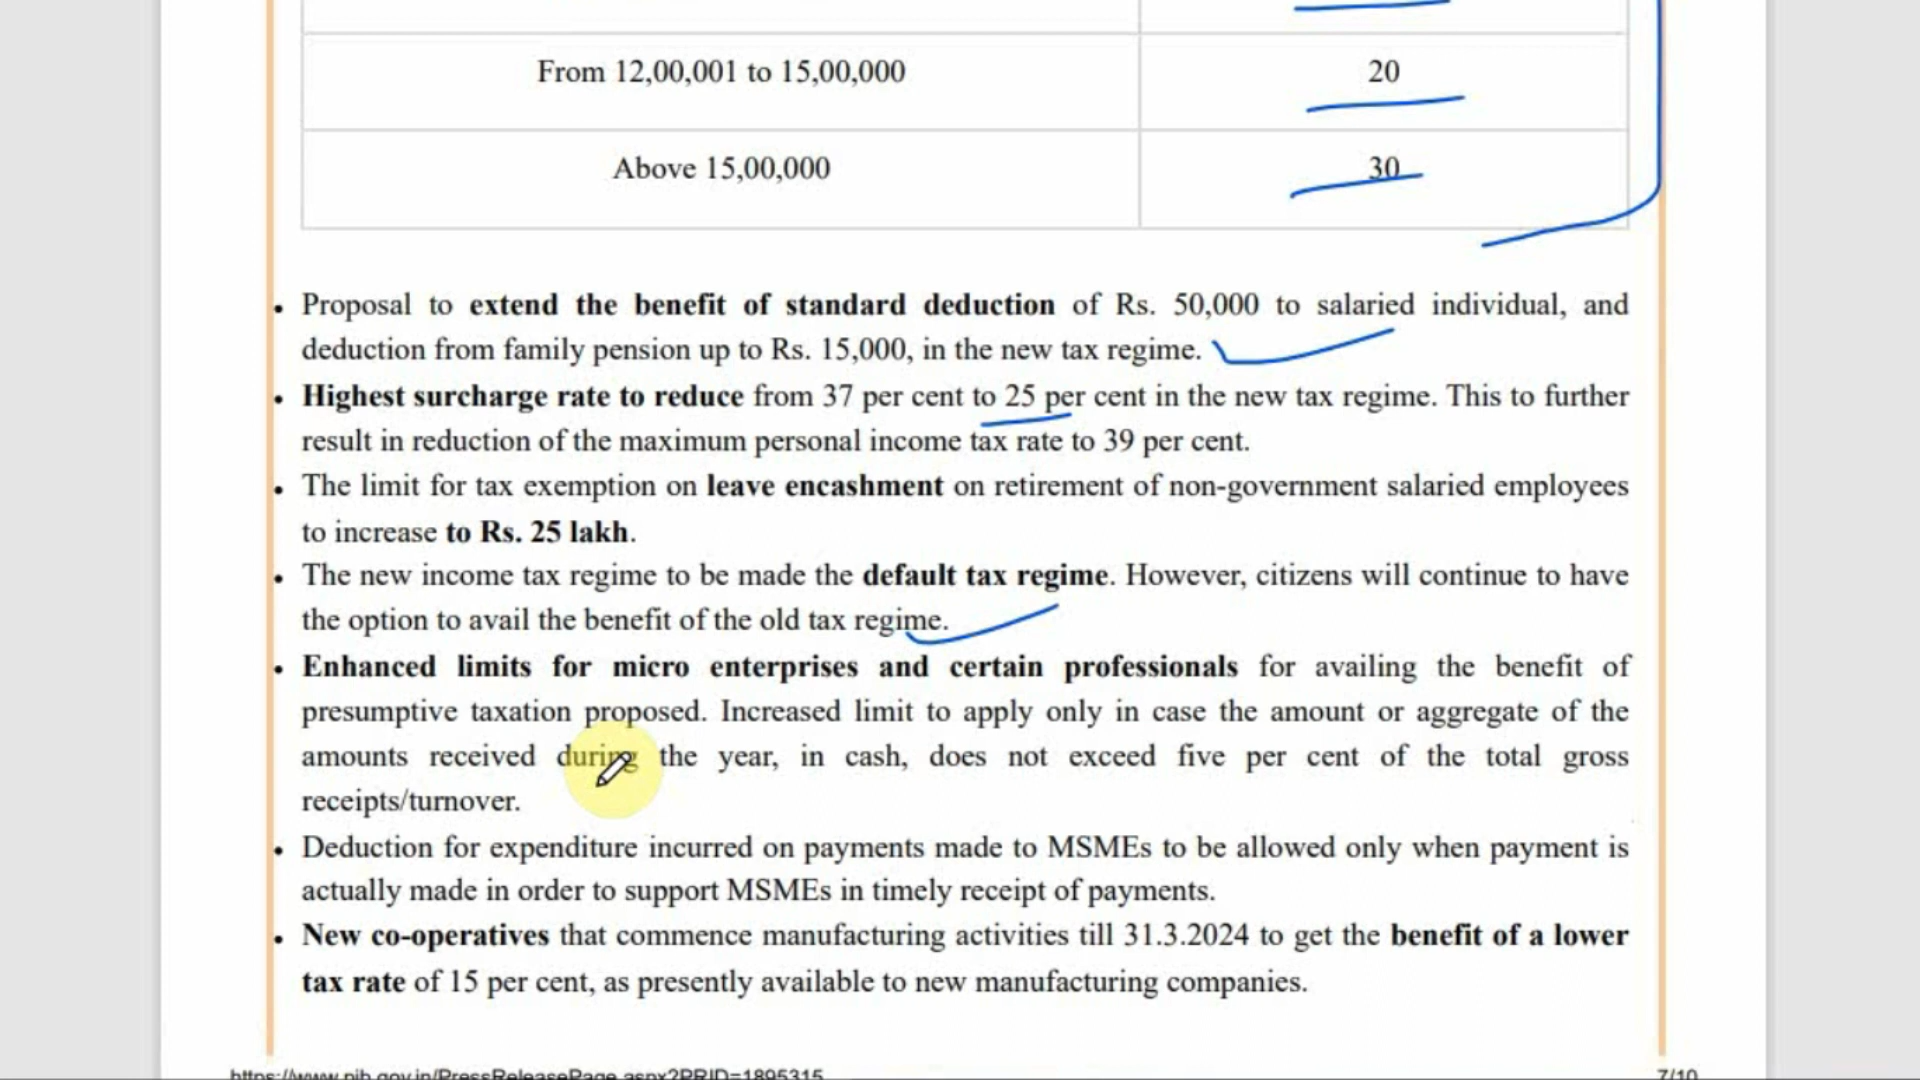 From 12,00,001 to 15,00,000 20
Above 15,00,000 30
• Proposal to extend the benefit of standard deduction of Rs. 50,000 to salaried individual, and
deduction from family pension up to Rs. 15,000, in the new tax regime.
• Highest surcharge rate to reduce from 37 per cent to 25 per cent in the new tax regime. This to further
result in reduction of the maximum personal income tax rate to 39 per cent.
• The limit for tax exemption on leave encashment on retirement of non-government salaried employees
to increase to Rs. 25 lakh.
• The new income tax regime to be made the default tax regime. However, citizens will continue to have
the option to avail the benefit of the old tax regime.
• Enhanced limits for micro enterprises and certain professionals for availing the benefit of
presumptive taxation proposed. Increased limit to apply only in case the amount or aggregate of the
amounts received during the year, in cash, does not exceed five per cent of the total gross
receipts/turnover.
• Deduction for expenditure incurred on payments made to MSMEs to be allowed only when payment is
actually made in order to support MSMEs in timely receipt of payments.
• New co-operatives that commence manufacturing activities till 31.3.2024 to get the benefit of a lower
tax rate of 15 per cent, as presently available to new manufacturing companies.
https://www.pib.gov.in/PressReleasePage.aspx?PRID=1895315 7/10